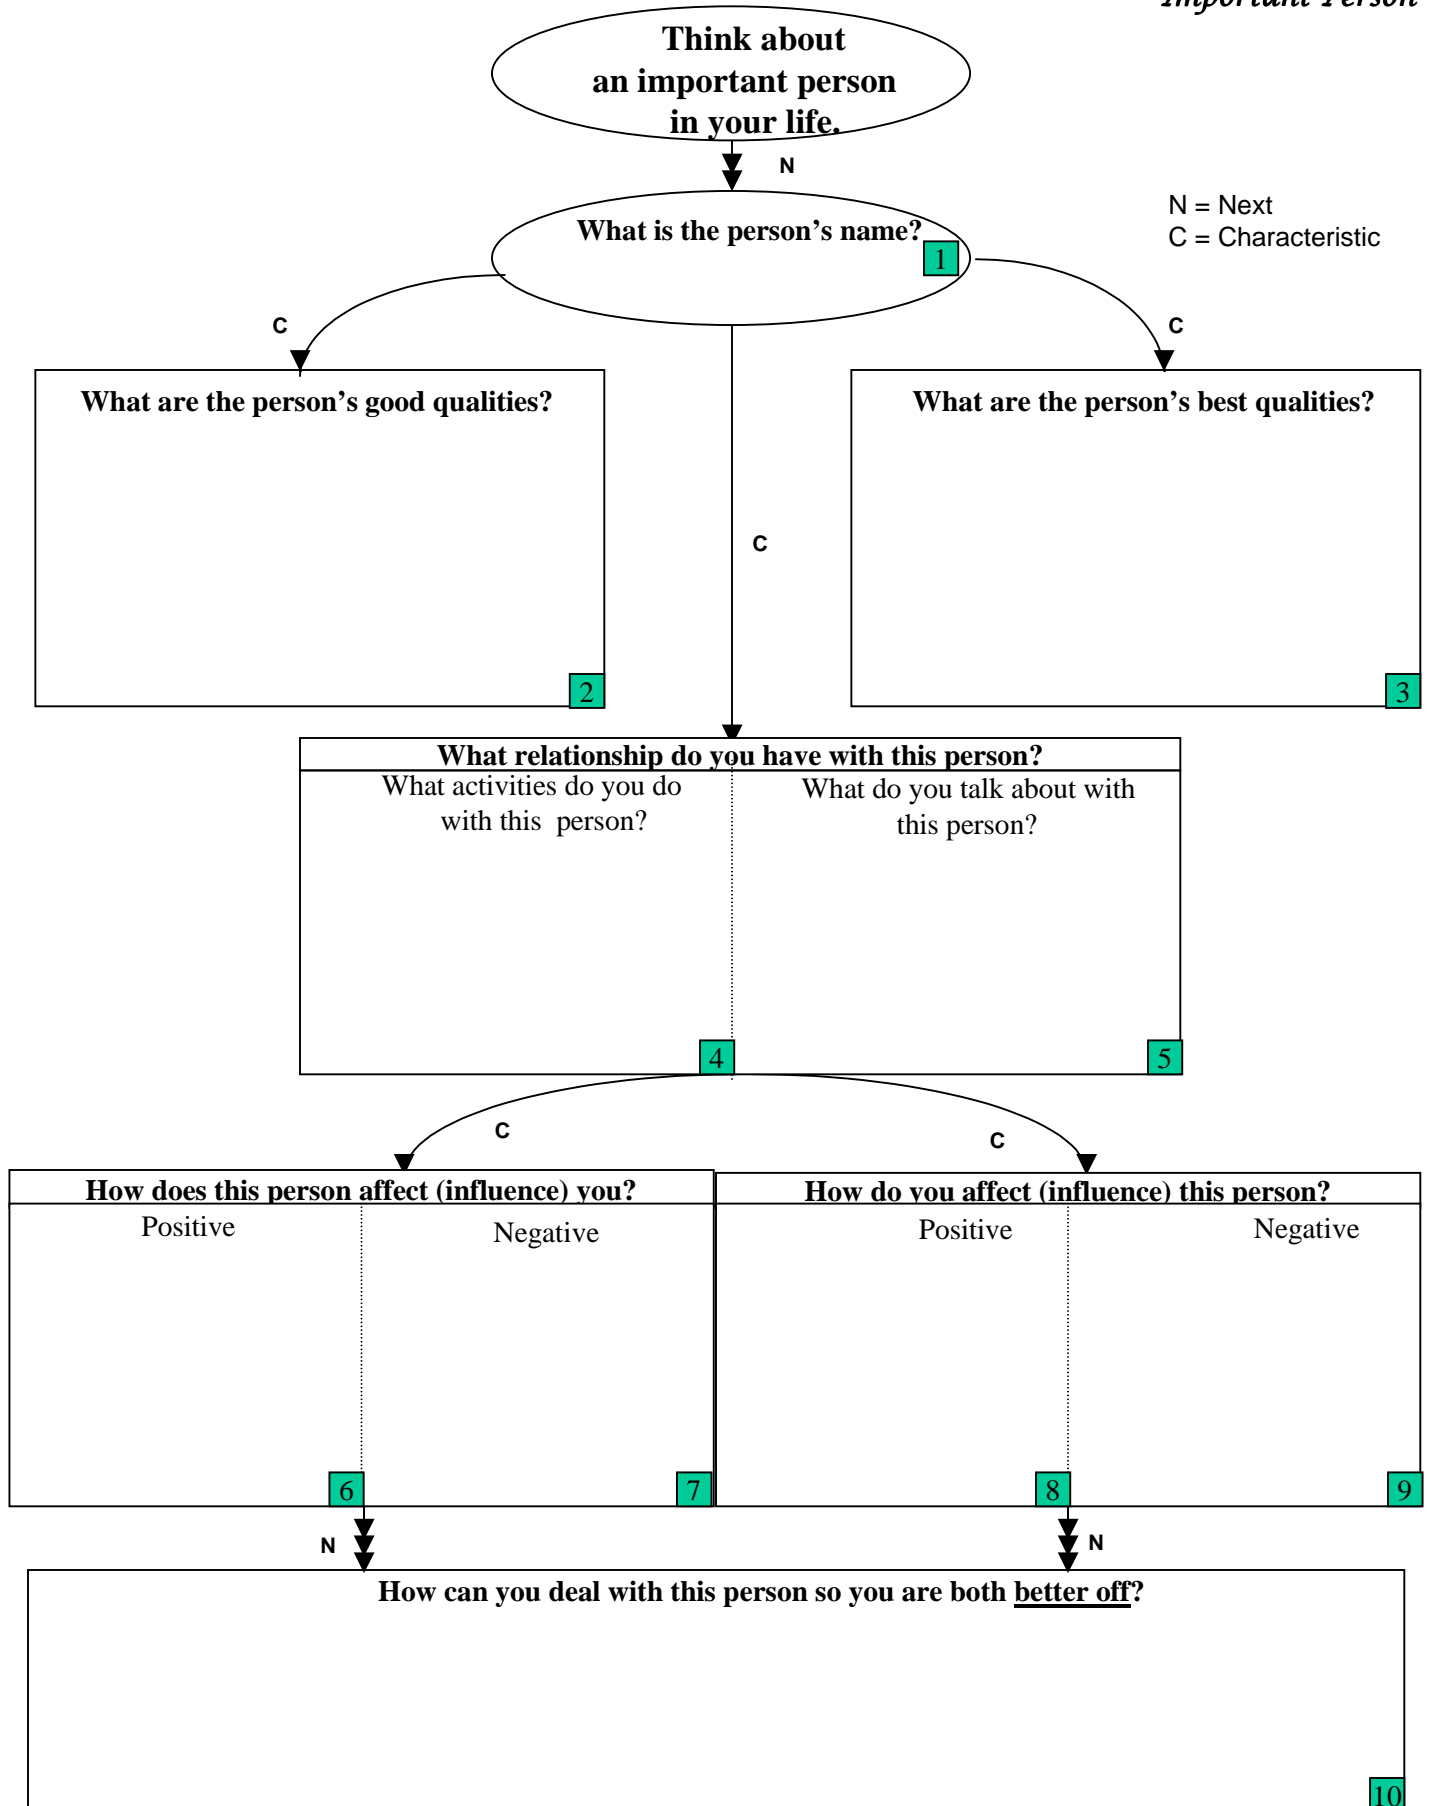 Important Person
Think about
an important person
in your life.
N
What is the person’s name?
1
N = Next
C = Characteristic
C
C
What are the person’s good qualities?
2
What are the person’s best qualities?
3
C
What relationship do you have with this person?
What activities do you do
with this  person?
4
What do you talk about with
this person?
5
C
C
How does this person affect (influence) you?
Positive
6
Negative
7
How do you affect (influence) this person?
Positive
8
Negative
9
N
N
How can you deal with this person so you are both better off?
10